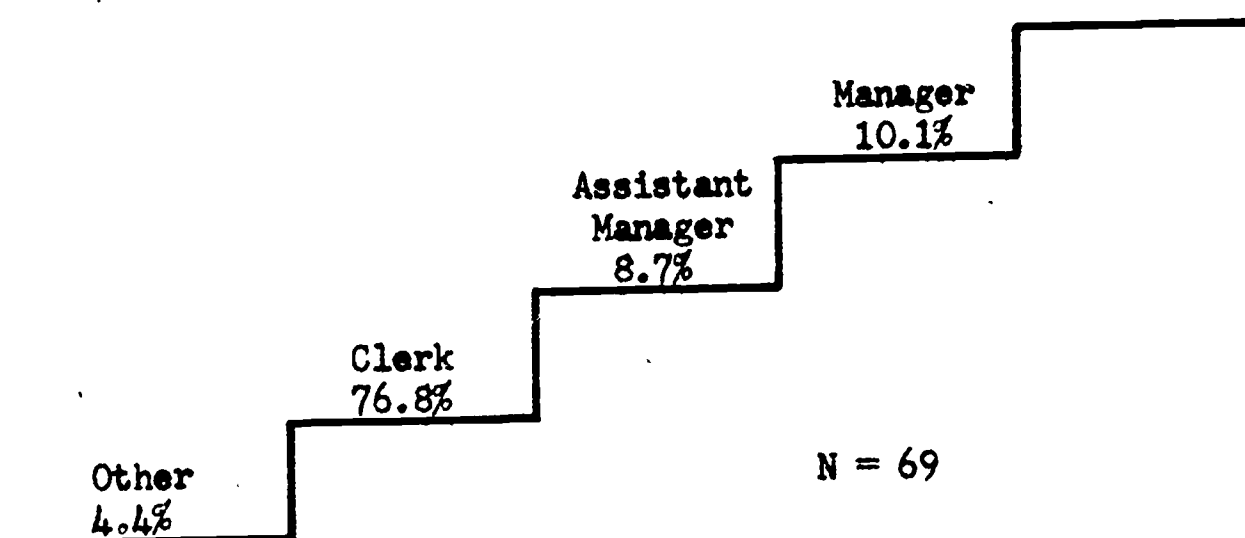 Manager
10.1%
Assistant
Manager
8.7%
Clerk
76.8%
N = 69
Other
4.4%